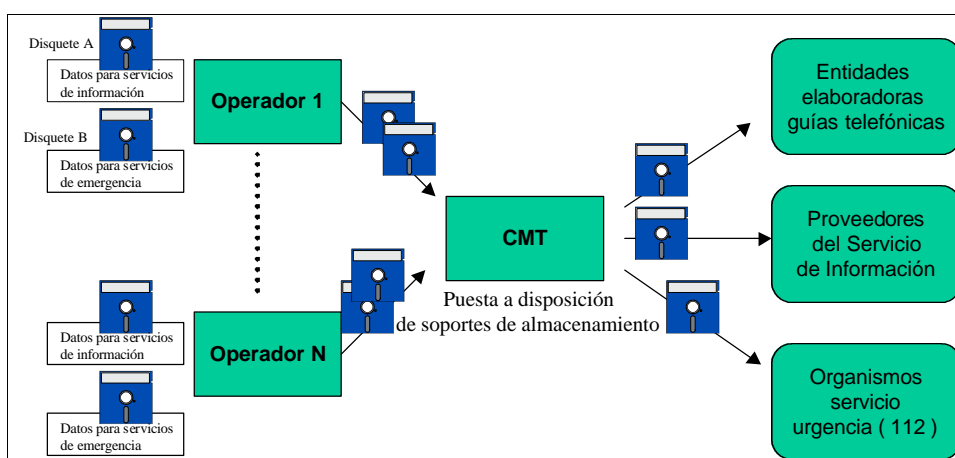 Disquete A
Datos para servicios
de información
Operador 1
Disquete B
Datos para servicios
de emergencia
Datos para servicios
de información
Operador N
Datos para servicios
de emergencia
CMT
Puesta a disposición
de soportes de almacenamiento
Entidades
elaboradoras
guías telefónicas
Proveedores
del Servicio
de Información
Organismos
servicio
urgencia ( 112 )